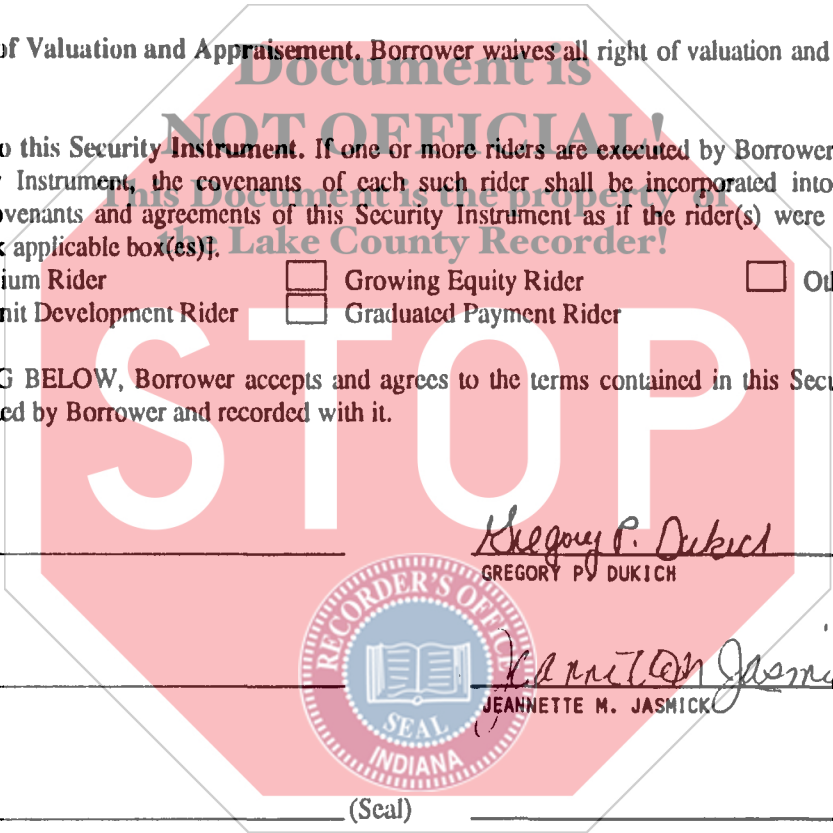 of Valuation and Appraisement. Borrower waives all right of valuation and
Document is
NOT OFFICIAL!
o this Security Instrument. If one or more riders are executed by Borrower
Instrument, the covenants of each such rider shall be incorporated into
This Document is the property of
ovenants and agreements of this Security Instrument as if the rider(s) were
the Lake County Recorder!
applicable box(es)].
ium Rider Growing Equity Rider Ot
nit Development Rider Graduated Payment Rider
STOP
G BELOW, Borrower accepts and agrees to the terms contained in this Secu
ed by Borrower and recorded with it.
Gregory P. Dukich
GREGORY P. DUKICH
RECORDER'S OFFICE
Jeannette M Jasmi
JEANNETTE M. JASMICK
SEAL
INDIANA
(Seal)